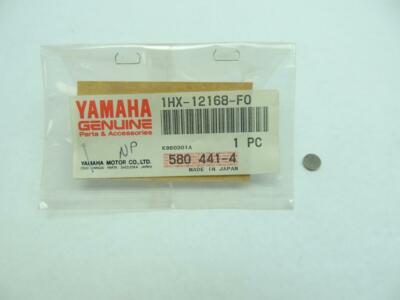 YAMAHA
GENUINE
Parts & Accessories
1HX-12168-F0
1 PC
NP
K960301A
YAMAHA MOTOR CO., LTD.
580 441-4
MADE IN JAPAN